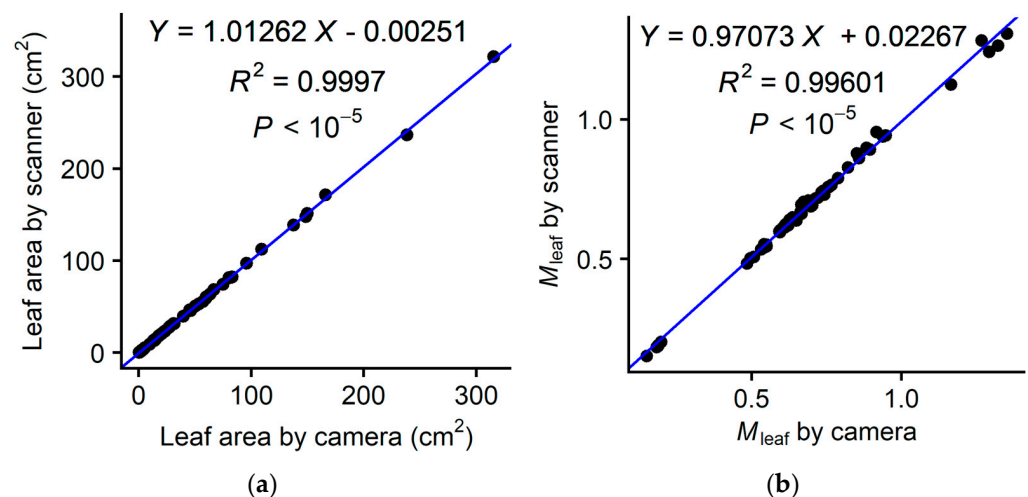 Y = 1.01262 X - 0.00251
R² = 0.9997
P < 10⁻⁵
300
200
100
0
Leaf area by scanner (cm²)
0 100 200 300
Leaf area by camera (cm²)
(a)
Y = 0.97073 X + 0.02267
R² = 0.99601
P < 10⁻⁵
1.0
0.5
Mleaf by scanner
0.5 1.0
Mleaf by camera
(b)